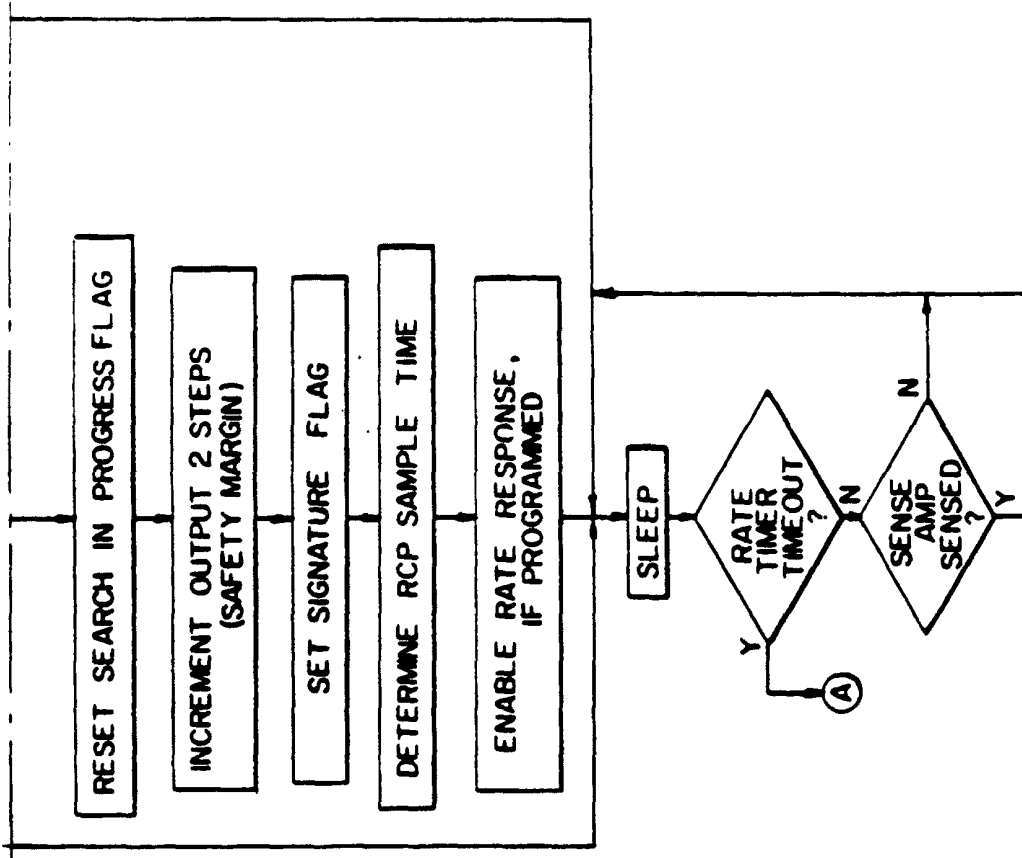 RESET SEARCH IN PROGRESS FLAG
INCREMENT OUTPUT 2 STEPS
(SAFETY MARGIN)
SET SIGNATURE FLAG
DETERMINE RCP SAMPLE TIME
ENABLE RATE RESPONSE,
IF PROGRAMMED
SLEEP
RATE
TIMER
TIMEOUT
?
Y
N
A
SENSE
AMP
SENSED
?
N
Y